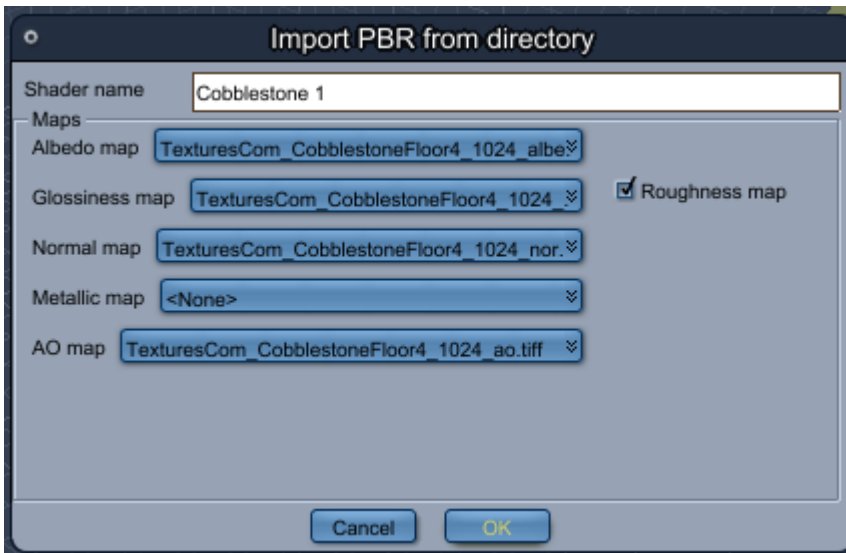 Import PBR from directory
Shader name Cobblestone 1
Maps
Albedo map TexturesCom_CobblestoneFloor4_1024_albe.
Glossiness map TexturesCom_CobblestoneFloor4_1024_. Roughness map
Normal map TexturesCom_CobblestoneFloor4_1024_nor.
Metallic map <None>
AO map TexturesCom_CobblestoneFloor4_1024_ao.tiff
Cancel OK